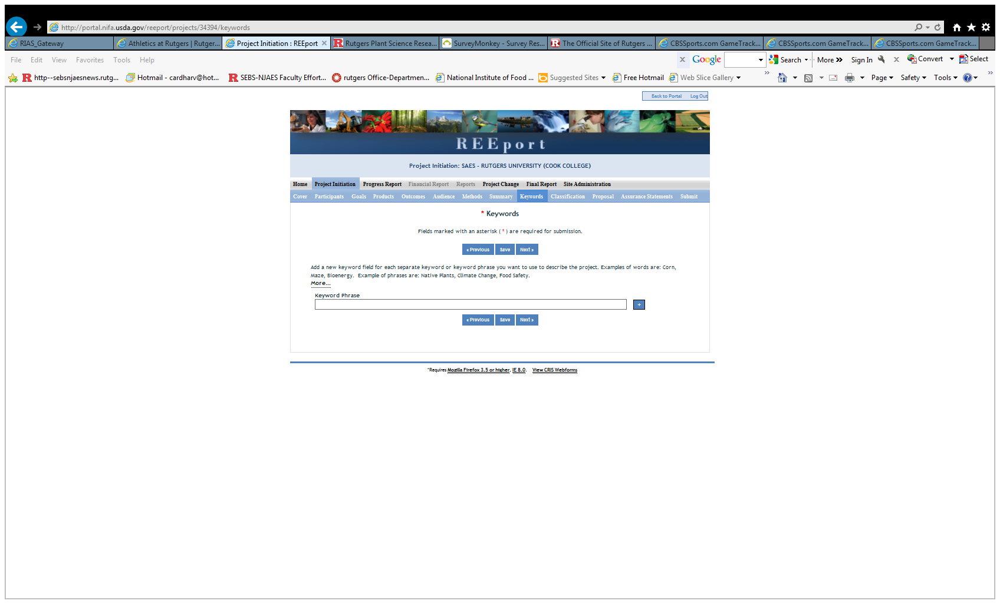 http://portal.nifa.usda.gov/reeport/projects/34394/keywords
RIAS_Gateway Athletics at Rutgers | Rutger... Project Initiation : REEport Rutgers Plant Science Resea... SurveyMonkey - Survey Res... The Official Site of Rutgers ... CBSSports.com GameTrack... CBSSports.com GameTrack... CBSSports.com GameTrack...
File Edit View Favorites Tools Help x Google Search More » Sign In x Convert Select
http--sebsnjaesnews.rutg... Hotmail - cardharv@hot... SEBS-NJAES Faculty Effort... rutgers Office-Departmen... National Institute of Food ... Suggested Sites Free Hotmail Web Slice Gallery » Page Safety Tools »
Back to Portal Log Out
REEport
Project Initiation: SAES - RUTGERS UNIVERSITY (COOK COLLEGE)
Home Project Initiation Progress Report Financial Report Reports Project Change Final Report Site Administration
Cover Participants Goals Products Outcomes Audience Methods Summary Keywords Classification Proposal Assurance Statements Submit
* Keywords
Fields marked with an asterisk ( * ) are required for submission.
« Previous Save Next »
Add a new keyword field for each separate keyword or keyword phrase you want to use to describe the project. Examples of words are: Corn,
Maze, Bioenergy. Example of phrases are: Native Plants, Climate Change, Food Safety.
More...
Keyword Phrase
+
« Previous Save Next »
*Requires Mozilla Firefox 3.5 or higher, IE 8.0. View CRIS Webforms